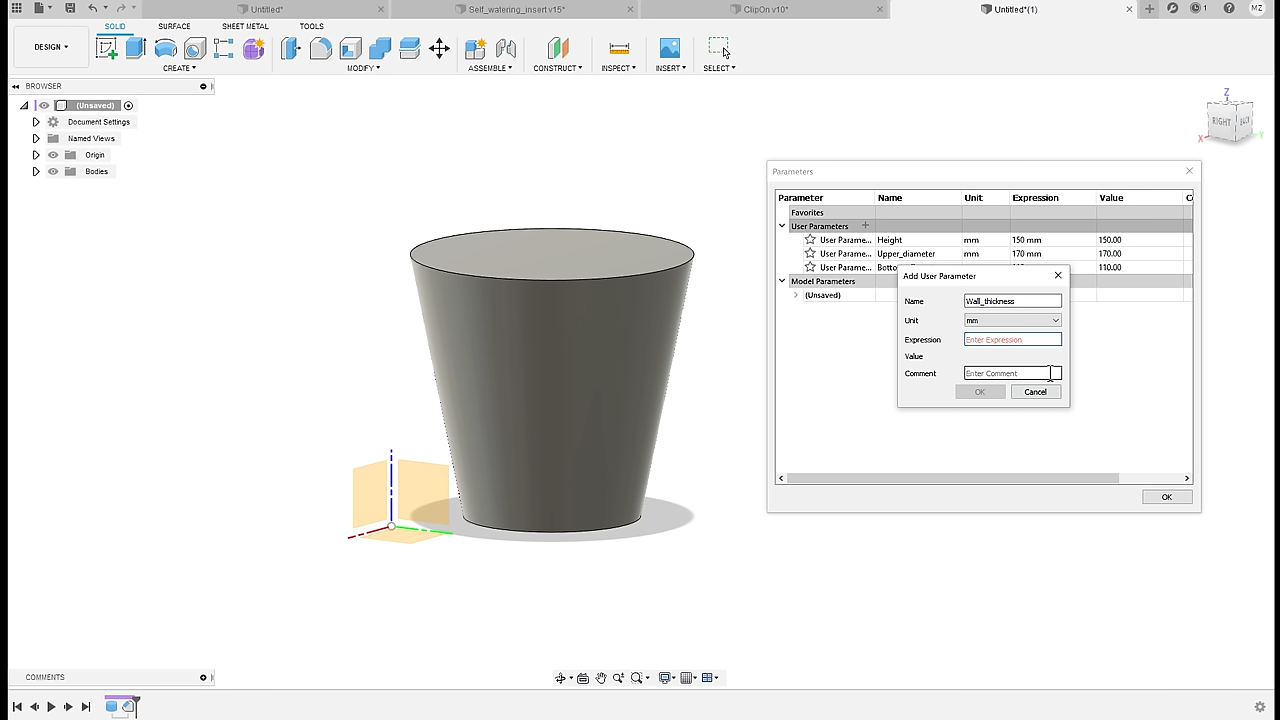 Untitled*
Self_watering_insert v15*
ClipOn v10*
Untitled*(1)
1
MZ
SOLID
SURFACE
SHEET METAL
TOOLS
DESIGN
CREATE
MODIFY
ASSEMBLE
CONSTRUCT
INSPECT
INSERT
SELECT
BROWSER
(Unsaved)
Document Settings
Named Views
Origin
Bodies
Z
RIGHT
BACK
X
Y
Parameters
Parameter Name Unit Expression Value
Favorites
User Parameters
User Parame... Height mm 150 mm 150.00
User Parame... Upper_diameter mm 170 mm 170.00
User Parame... 110.00
Model Parameters
(Unsaved)
Add User Parameter
Name Wall_thickness
Unit mm
Expression Enter Expression
Value
Comment Enter Comment
OK Cancel
OK
COMMENTS